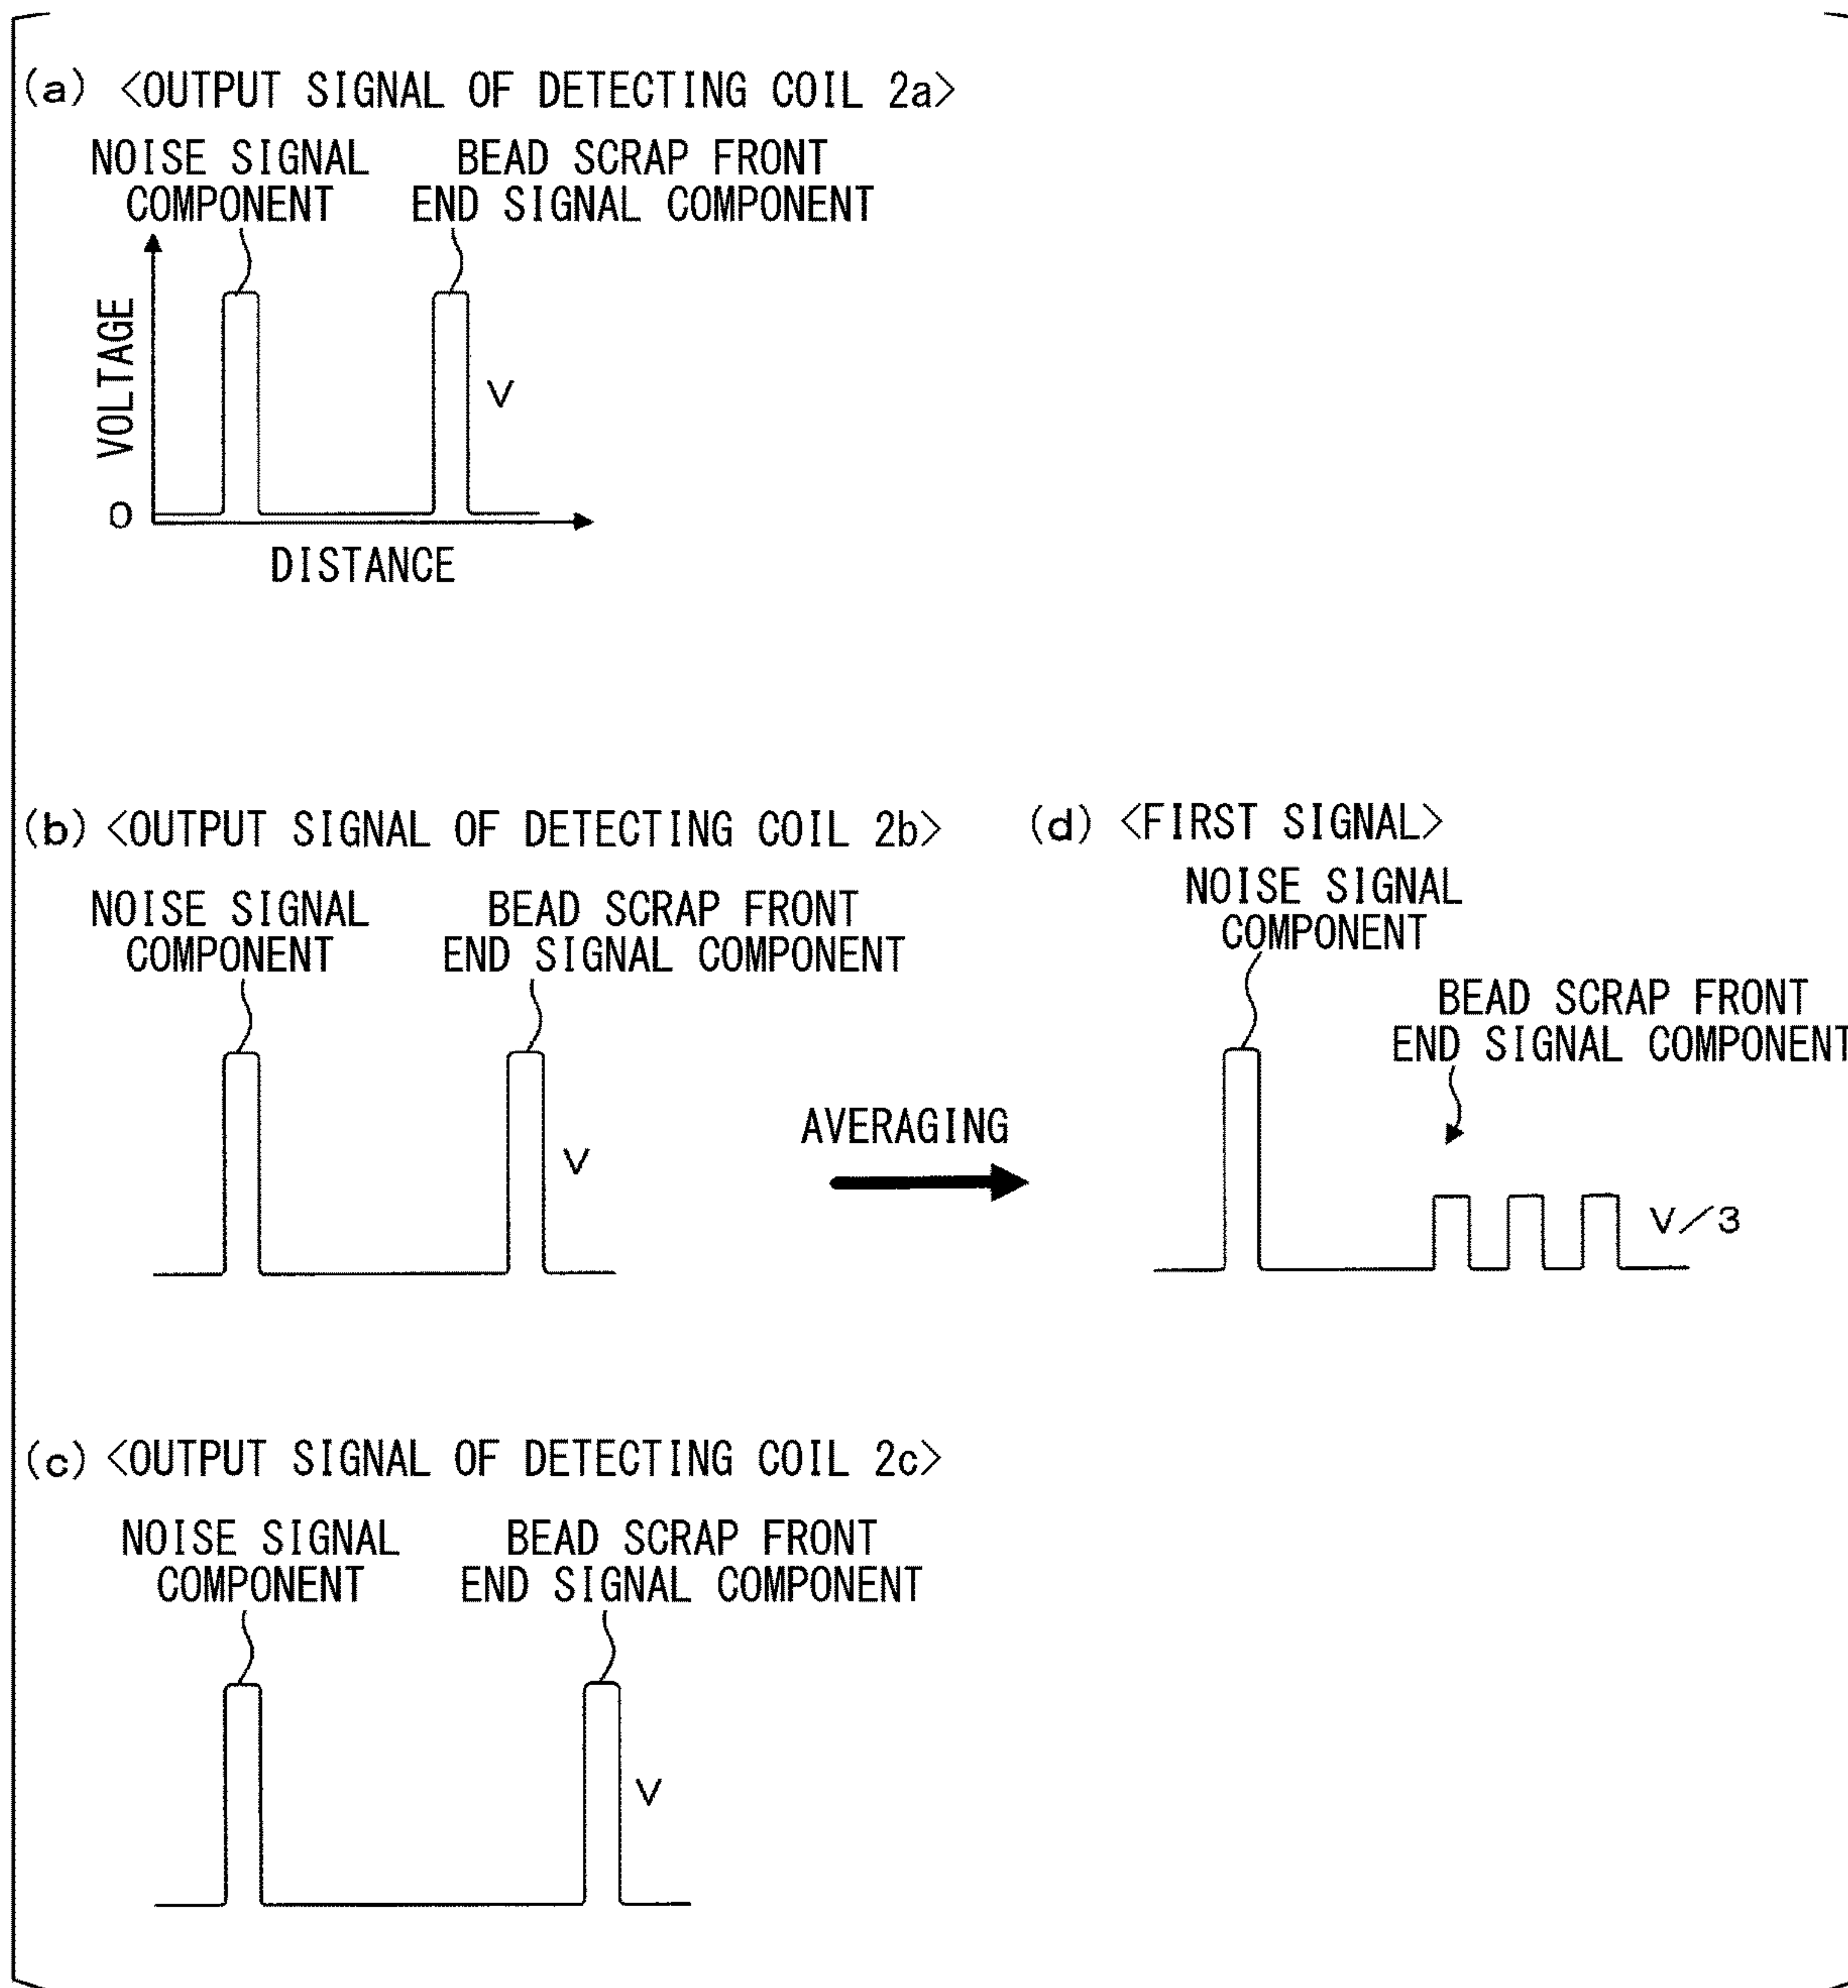 (a) <OUTPUT SIGNAL OF DETECTING COIL 2a>
NOISE SIGNAL
COMPONENT
BEAD SCRAP FRONT
END SIGNAL COMPONENT
VOLTAGE
V
0
DISTANCE
(b) <OUTPUT SIGNAL OF DETECTING COIL 2b>
NOISE SIGNAL
COMPONENT
BEAD SCRAP FRONT
END SIGNAL COMPONENT
V
AVERAGING
(d) <FIRST SIGNAL>
NOISE SIGNAL
COMPONENT
BEAD SCRAP FRONT
END SIGNAL COMPONENT
V/3
(c) <OUTPUT SIGNAL OF DETECTING COIL 2c>
NOISE SIGNAL
COMPONENT
BEAD SCRAP FRONT
END SIGNAL COMPONENT
V